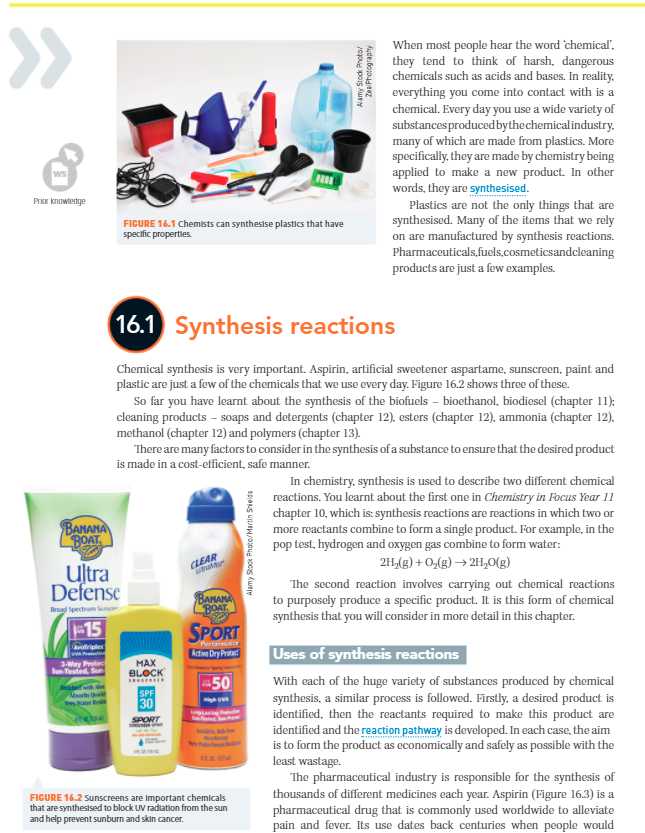 When most people hear the word 'chemical',
they tend to think of harsh, dangerous
chemicals such as acids and bases. In reality,
everything you come into contact with is a
chemical. Every day you use a wide variety of
substances produced by the chemical industry,
many of which are made from plastics. More
specifically, they are made by chemistry being
applied to make a new product. In other
words, they are synthesised.
Plastics are not the only things that are
synthesised. Many of the items that we rely
on are manufactured by synthesis reactions.
Pharmaceuticals, fuels, cosmetics and cleaning
products are just a few examples.
Alamy Stock Photo/
ZealPhotography
WS
Prior knowledge
FIGURE 16.1 Chemists can synthesise plastics that have
specific properties.
16.1 Synthesis reactions
Chemical synthesis is very important. Aspirin, artificial sweetener aspartame, sunscreen, paint and
plastic are just a few of the chemicals that we use every day. Figure 16.2 shows three of these.
So far you have learnt about the synthesis of the biofuels – bioethanol, biodiesel (chapter 11);
cleaning products – soaps and detergents (chapter 12), esters (chapter 12), ammonia (chapter 12),
methanol (chapter 12) and polymers (chapter 13).
There are many factors to consider in the synthesis of a substance to ensure that the desired product
is made in a cost-efficient, safe manner.
In chemistry, synthesis is used to describe two different chemical
reactions. You learnt about the first one in Chemistry in Focus Year 11
chapter 10, which is: synthesis reactions are reactions in which two or
more reactants combine to form a single product. For example, in the
pop test, hydrogen and oxygen gas combine to form water:
2H₂(g) + O₂(g) → 2H₂O(g)
The second reaction involves carrying out chemical reactions
to purposely produce a specific product. It is this form of chemical
synthesis that you will consider in more detail in this chapter.
Uses of synthesis reactions
With each of the huge variety of substances produced by chemical
synthesis, a similar process is followed. Firstly, a desired product is
identified, then the reactants required to make this product are
identified and the reaction pathway is developed. In each case, the aim
is to form the product as economically and safely as possible with the
least wastage.
The pharmaceutical industry is responsible for the synthesis of
thousands of different medicines each year. Aspirin (Figure 16.3) is a
pharmaceutical drug that is commonly used worldwide to alleviate
pain and fever. Its use dates back centuries when people would
Alamy Stock Photo/Martin Shields
BANANA
BOAT
Ultra
Defense
Broad Spectrum Sunscreen
15
AvoTriplex
3-Way Protec
Sun-Tested, Sun
Enriched with Aloe
Absorbs Quickly
MAX
BLOCK
SUNSCREEN
SPF
30
SPORT
CLEAR
UltraMist
BANANA
BOAT
SPORT
Performance
Active Dry Protect
50
High UVA
FIGURE 16.2 Sunscreens are important chemicals
that are synthesised to block UV radiation from the sun
and help prevent sunburn and skin cancer.